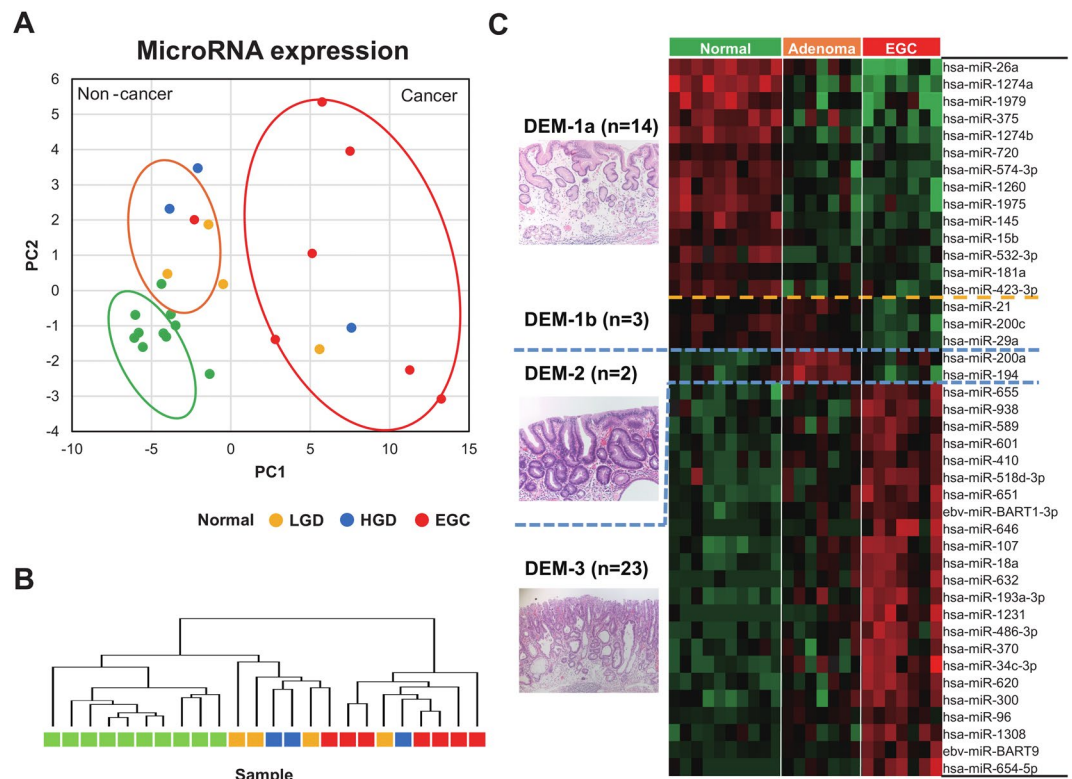 A
MicroRNA expression
Non-cancer
Cancer
6
5
4
3
2
1
0
-1
-2
-3
-4
PC2
-10
-5
0
5
10
15
PC1
Normal
LGD
HGD
EGC
B
Sample
C
Normal
Adenoma
EGC
DEM-1a (n=14)
DEM-1b (n=3)
DEM-2 (n=2)
DEM-3 (n=23)
hsa-miR-26a
hsa-miR-1274a
hsa-miR-1979
hsa-miR-375
hsa-miR-1274b
hsa-miR-720
hsa-miR-574-3p
hsa-miR-1260
hsa-miR-1975
hsa-miR-145
hsa-miR-15b
hsa-miR-532-3p
hsa-miR-181a
hsa-miR-423-3p
hsa-miR-21
hsa-miR-200c
hsa-miR-29a
hsa-miR-200a
hsa-miR-194
hsa-miR-655
hsa-miR-938
hsa-miR-589
hsa-miR-601
hsa-miR-410
hsa-miR-518d-3p
hsa-miR-651
ebv-miR-BART1-3p
hsa-miR-646
hsa-miR-107
hsa-miR-18a
hsa-miR-632
hsa-miR-193a-3p
hsa-miR-1231
hsa-miR-486-3p
hsa-miR-370
hsa-miR-34c-3p
hsa-miR-620
hsa-miR-300
hsa-miR-96
hsa-miR-1308
ebv-miR-BART9
hsa-miR-654-5p